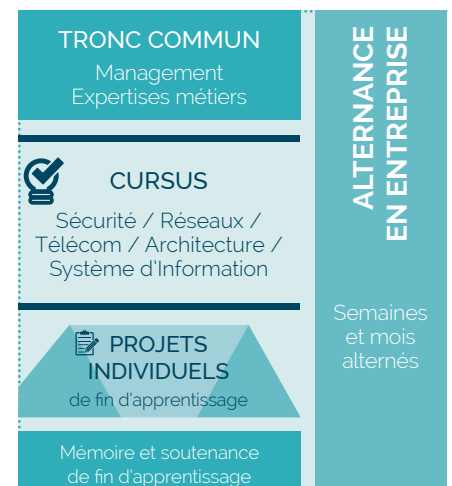 TRONC COMMUN
Management
Expertises métiers
CURSUS
Sécurité / Réseaux /
Télécom / Architecture /
Système d'Information
PROJETS
INDIVIDUELS
de fin d'apprentissage
Mémoire et soutenance
de fin d'apprentissage
ALTERNANCE
EN ENTREPRISE
Semaines
et mois
alternés